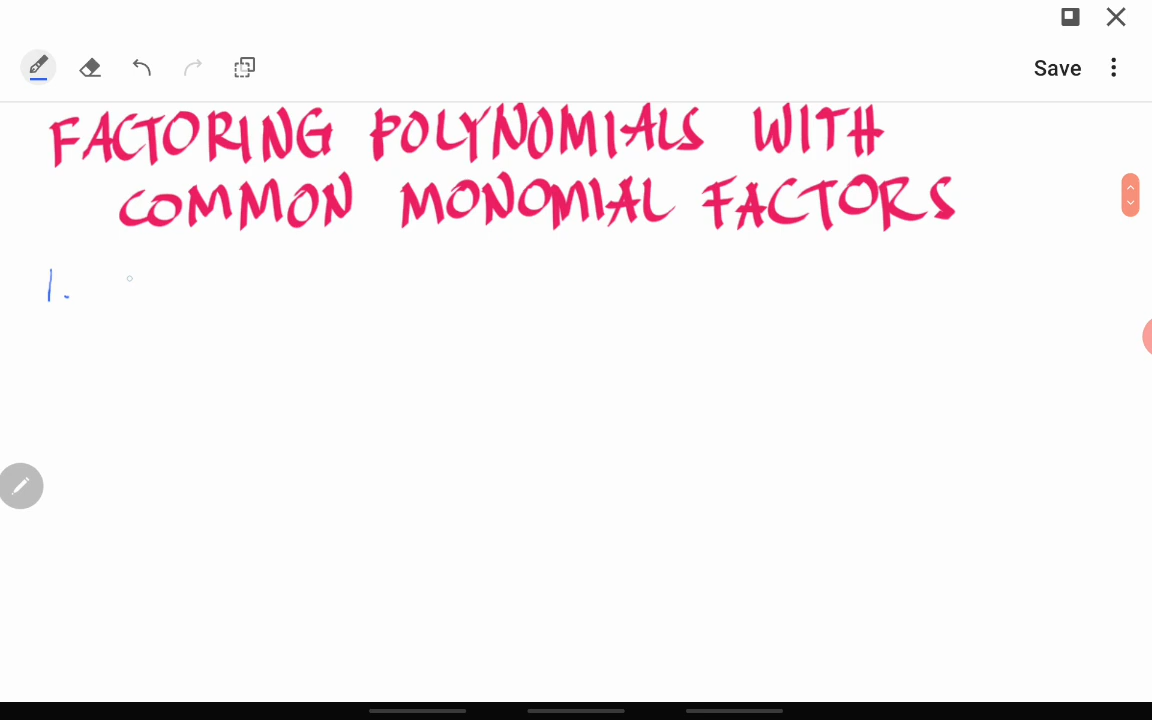 Save
FACTORING POLYNOMIALS WITH
COMMON MONOMIAL FACTORS
1.